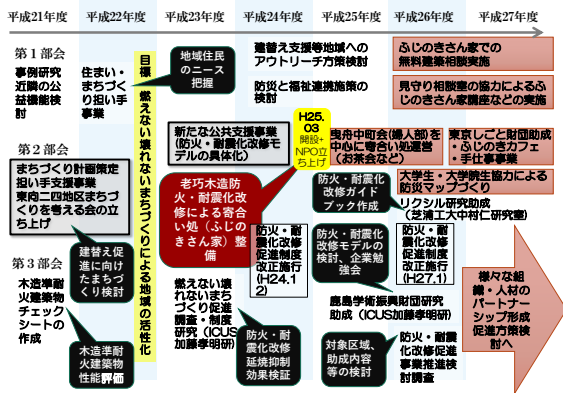 平成21年度
平成22年度
平成23年度
平成24年度
平成25年度
平成26年度
平成27年度
第１部会
事例研究
近隣の公
益機能検
討
住まい・
まちづく
り担い手
事業
目標　燃えない壊れないまちづくりによる地域の活性化
地域住民
のニーズ
把握
建替え支援等地域への
アウトリーチ方策検討
防災と福祉連携施策の
検討
ふじのきさん家での
無料建築相談実施
見守り相談室の協力によるふ
じのきさん家講座などの実施
新たな公共支援事業
（防火・耐震化改修モ
デルの具体化）
H25.
03
開設+
NPO立
ち上げ
曳舟中町会(婦人部)を
中心に寄合い処運営
（お茶会など）
東京しごと財団助成
・ふじのきカフェ
・手仕事事業
第２部会
まちづくり計画策定
担い手支援事業
東向二四地区まちづ
くりを考える会の立
ち上げ
老巧木造防
火・耐震化改
修による寄合
い処（ふじの
きさん家）整
備
防火・耐震化
改修ガイド
ブック作成
大学生・大学院生協力による
防災マップづくり
リクシル研究助成
（芝浦工大中村仁研究室）
建替え促
進に向け
たまちづ
くり検討
防火・耐
震化改修
促進制度
改正施行
(H24.1
2)
防火・耐震化
改修モデルの
検討、企業勉
強会
防火・耐
震化改修
促進制度
改正施行
(H27.1)
様々な組
織・人材の
パートナー
シップ形成
促進方策検
討へ
第３部会
木造準耐
火建築物
チェック
シートの
作成
燃えない壊
れないまち
づくり促進
調査・制度
研究（ICUS
加藤孝明研）
鹿島学術振興財団研究
助成（ICUS加藤孝明研）
木造準耐
火建築物
性能評価
防火・耐
震化改修
延焼抑制
効果検証
対象区域、
助成内容
等の検討
防火・耐震
化改修促進
事業推進検
討調査